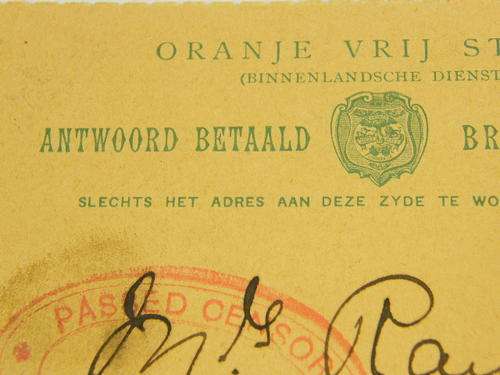 ORANJE VRIJ ST
(BINNENLANDSCHE DIENST
ANTWOORD BETAALD BR
SLECHTS HET ADRES AAN DEZE ZYDE TE WO
PASSED CENSOR